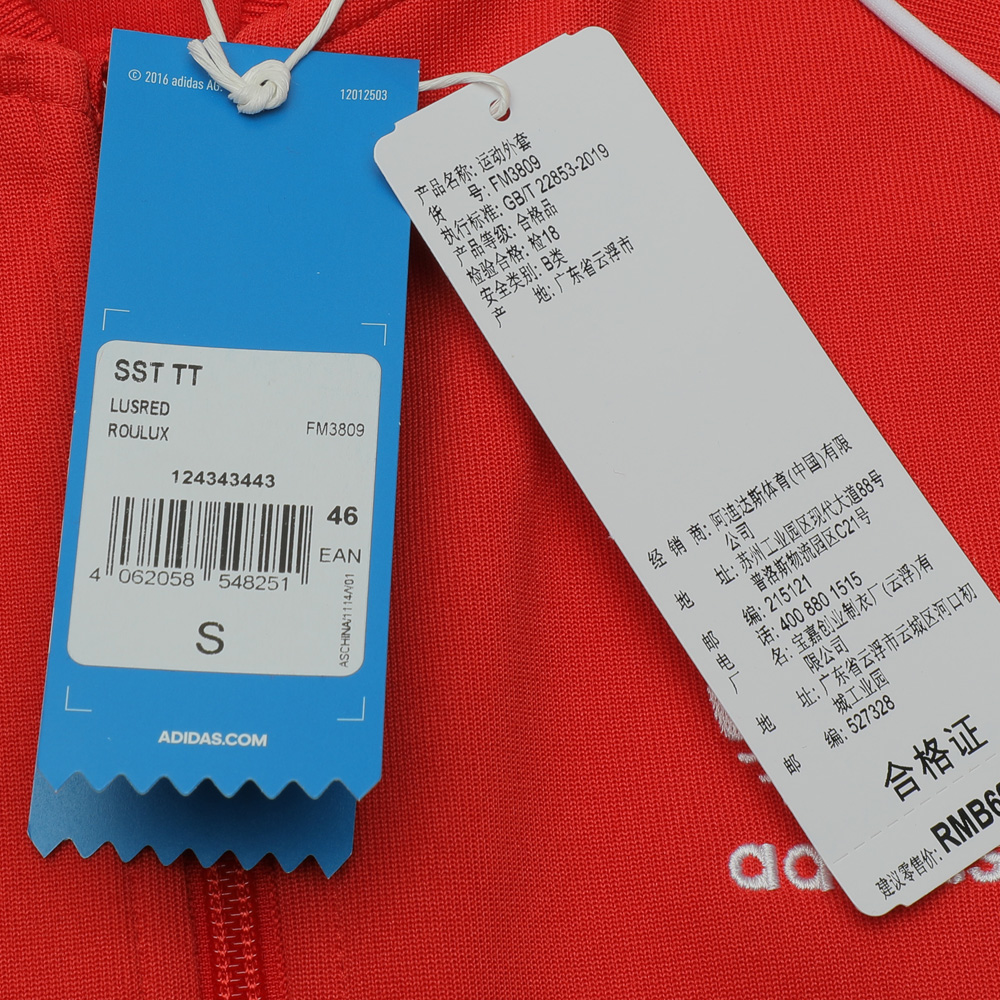 © 2016 adidas AG.
12012503
SST TT
LUSRED
ROULUX
FM3809
124343443
46
EAN
4 062058 548251
ASCHINA/1114/V01
S
ADIDAS.COM
产品名称: 运动外套
货 号: FM3809
执行标准: GB/T 22853-2019
产品等级: 合格品
检验合格: 检18
安全类别: B类
产 地: 广东省云浮市
经 销 商: 阿迪达斯体育(中国)有限
公司
地 址: 苏州工业园区现代大道88号
普洛斯物流园区C21号
邮 编: 215121
电 话: 400 880 1515
厂 名: 宝嘉创业制衣厂(云浮)有
限公司
地 址: 广东省云浮市云城区河口初
城工业园
邮 编: 527328
合格证
建议零售价: RMB6